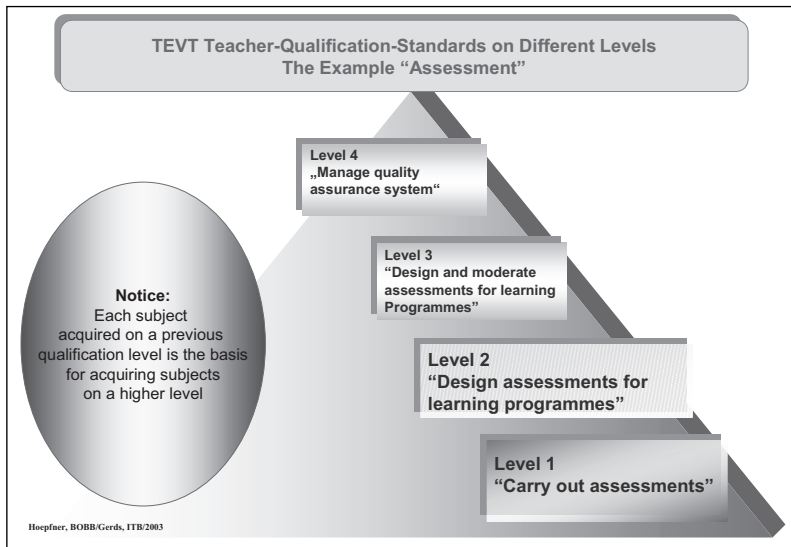 TEVT Teacher-Qualification-Standards on Different Levels
The Example “Assessment”
Level 4
„Manage quality
assurance system“
Level 3
“Design and moderate
assessments for learning
Programmes”
Notice:
Each subject
acquired on a previous
qualification level is the basis
for acquiring subjects
on a higher level
Level 2
“Design assessments for
learning programmes”
Level 1
“Carry out assessments”
Hoepfner, BOBB/Gerds, ITB/2003